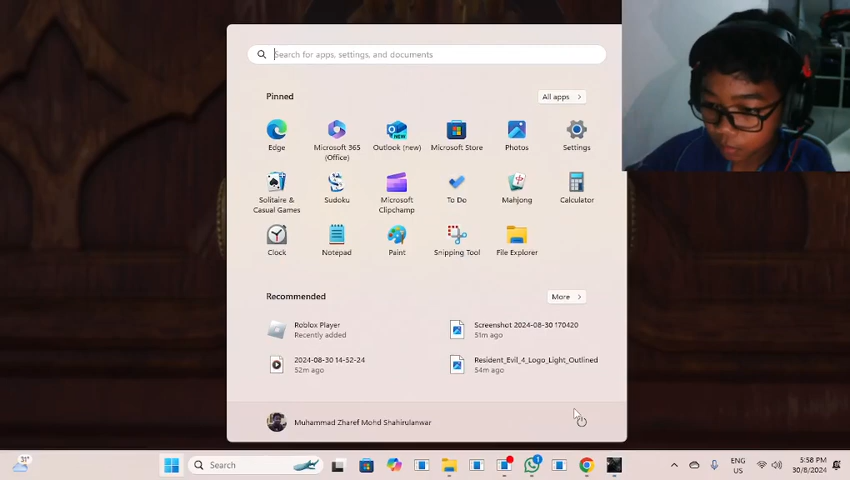 Search for apps, settings, and documents
Pinned
All apps >
Edge
Microsoft 365
(Office)
Outlook (new)
Microsoft Store
Photos
Settings
Solitaire &
Casual Games
Sudoku
Microsoft
Clipchamp
To Do
Mahjong
Calculator
Clock
Notepad
Paint
Snipping Tool
File Explorer
Recommended
More >
Roblox Player
Recently added
Screenshot 2024-08-30 170420
51m ago
2024-08-30 14-52-24
52m ago
Resident_Evil_4_Logo_Light_Outlined
54m ago
Muhammad Zharef Mohd Shahirulanwar
31°
Search
1
ENG
US
5:58 PM
30/8/2024
NEW